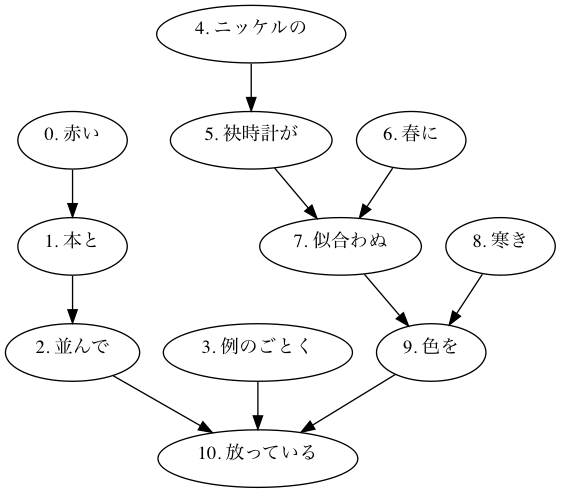 4. ニッケルの
0. 赤い
5. 袂時計が
6. 春に
1. 本と
7. 似合わぬ
8. 寒き
2. 並んで
3. 例のごとく
9. 色を
10. 放っている